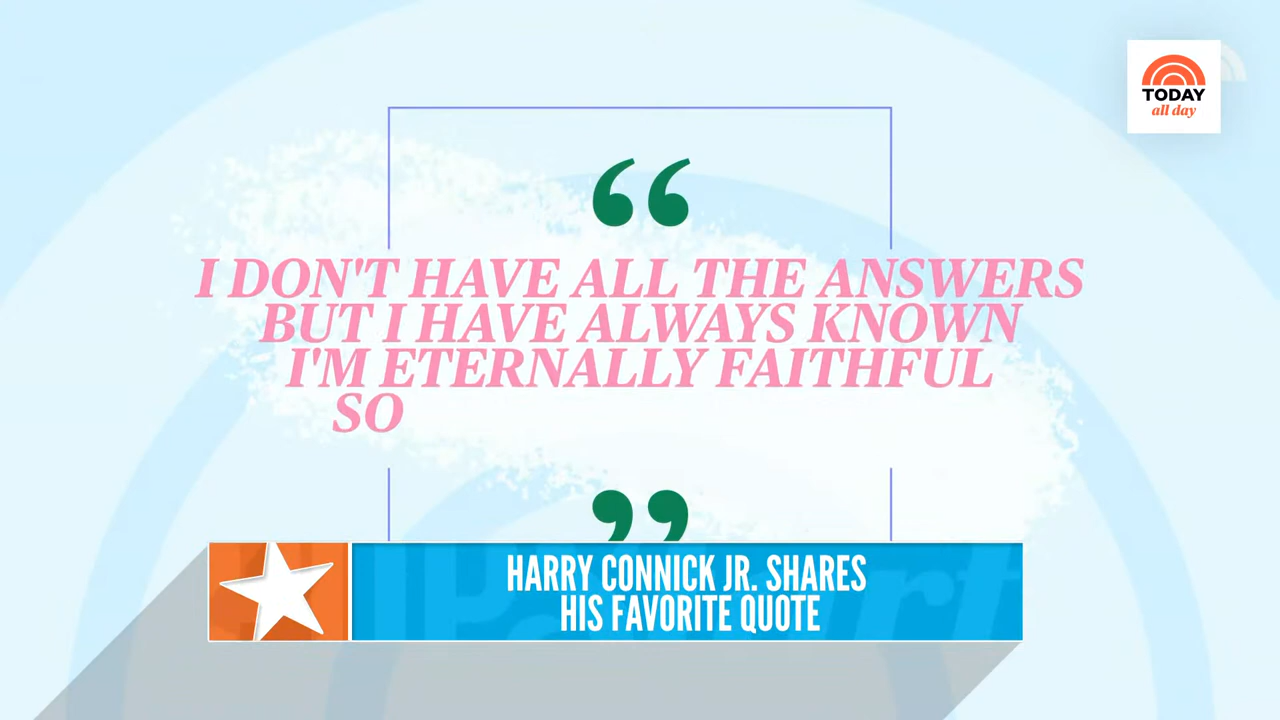 TODAY
all day
“
I DON'T HAVE ALL THE ANSWERS
BUT I HAVE ALWAYS KNOWN
I'M ETERNALLY FAITHFUL
SO
”
HARRY CONNICK JR. SHARES
HIS FAVORITE QUOTE